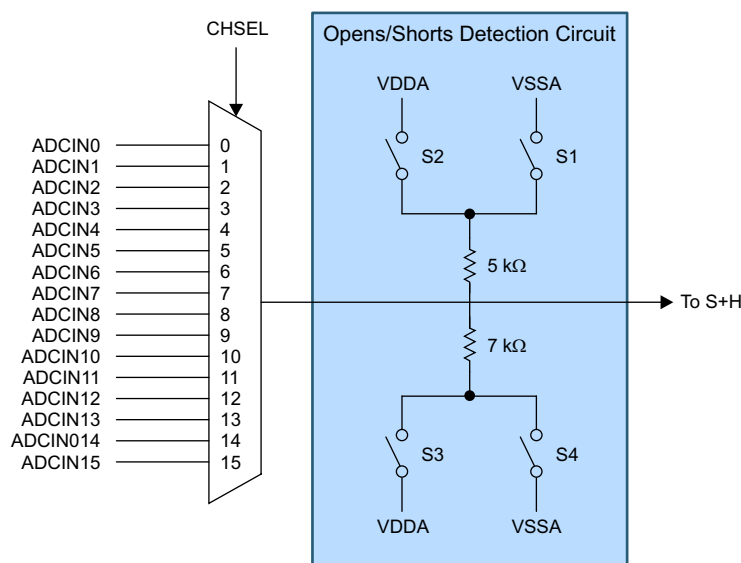 CHSEL
Opens/Shorts Detection Circuit
VDDA
VSSA
S2
S1
ADCIN0
0
ADCIN1
1
ADCIN2
2
ADCIN3
3
ADCIN4
4
ADCIN5
5
ADCIN6
6
ADCIN7
7
ADCIN8
8
ADCIN9
9
ADCIN10
10
ADCIN11
11
ADCIN12
12
ADCIN13
13
ADCIN014
14
ADCIN15
15
5 kΩ
To S+H
7 kΩ
S3
S4
VDDA
VSSA